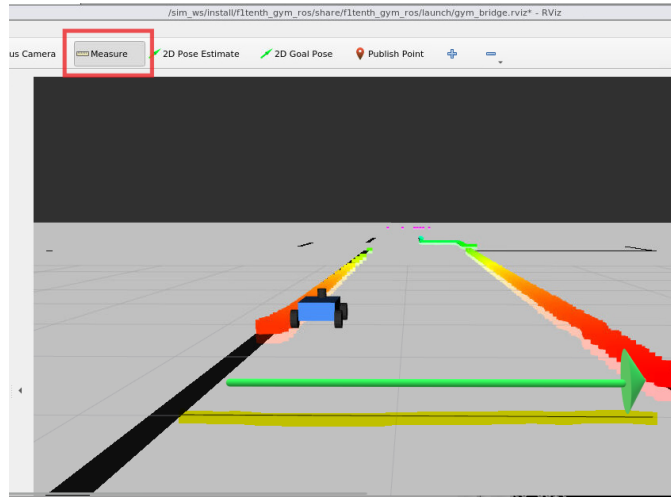 /sim_ws/install/f1tenth_gym_ros/share/f1tenth_gym_ros/launch/gym_bridge.rviz* - RViz
us Camera Measure 2D Pose Estimate 2D Goal Pose Publish Point